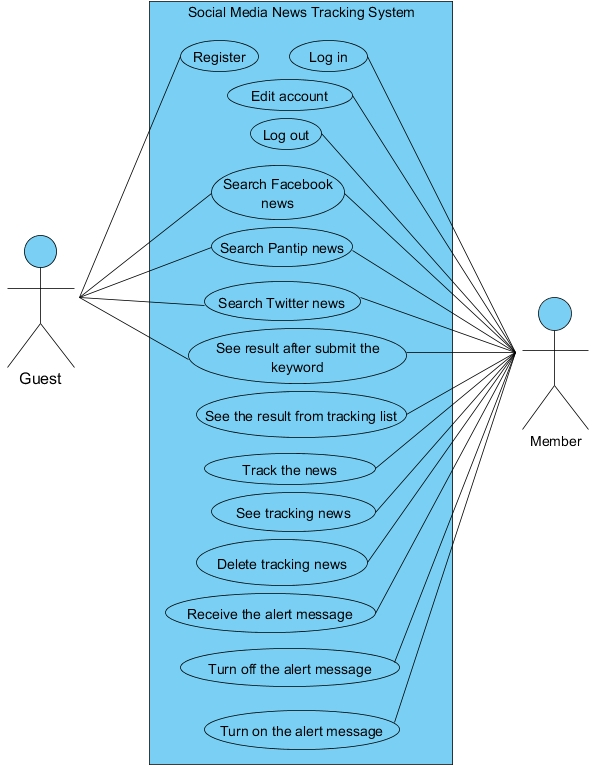 Social Media News Tracking System
Register
Log in
Edit account
Log out
Search Facebook
news
Search Pantip news
Search Twitter news
See result after submit the
keyword
See the result from tracking list
Track the news
See tracking news
Delete tracking news
Receive the alert message
Turn off the alert message
Turn on the alert message
Guest
Member